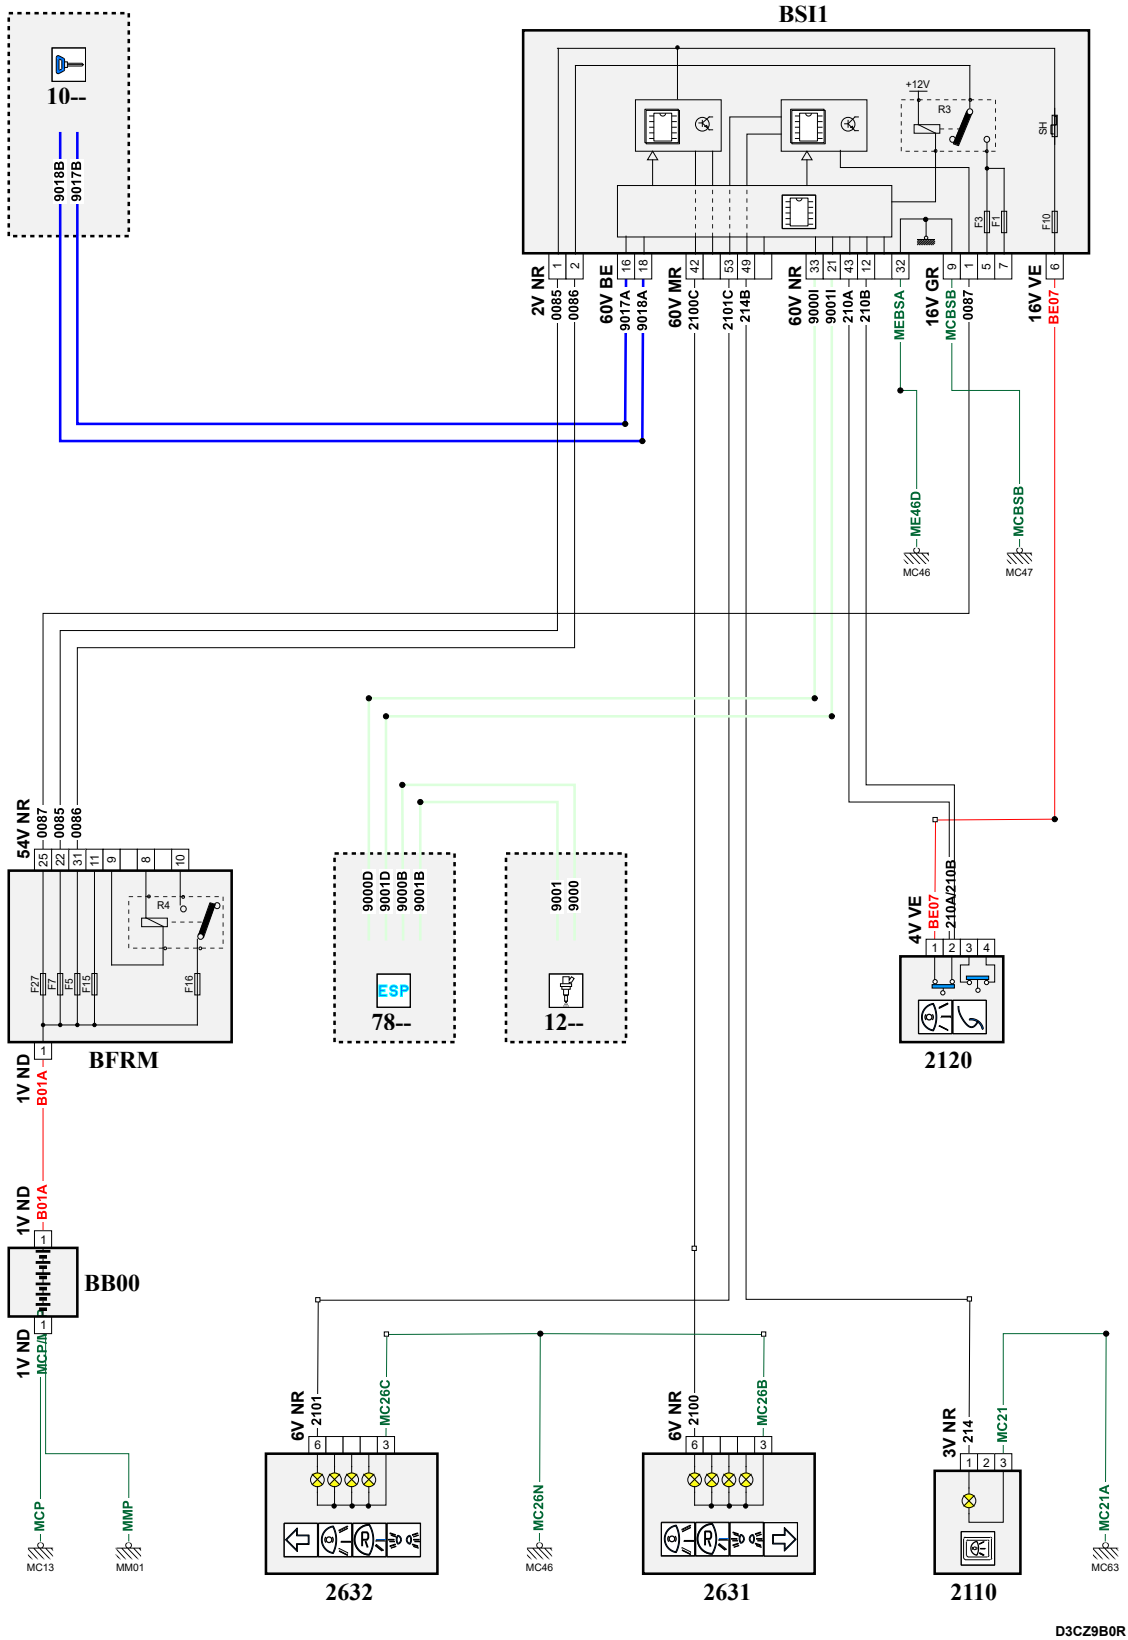 BSI1
10--
9018B
9017B
+12V
R3
SH
F3
F1
F10
1
2
16
18
42
53
49
33
21
43
12
32
9
1
5
7
6
2V NR
0085
0086
60V BE
9017A
9018A
60V MR
2100C
2101C
214B
60V NR
9000I
9001I
210A
210B
MEBSA
16V GR
MCBSB
0087
16V VE
BE07
ME46D
MCBSB
MC46
MC47
54V NR
0087
0085
0086
25
22
31
11
9
8
10
R4
F27
F7
F5
F15
F16
1
BFRM
1V ND
B01A
9000D
9001D
9000B
9001B
ESP
78--
9001
9000
12--
4V VE
BE07
210A/210B
1
2
3
4
2120
1V ND
B01A
1
BB00
1
1V ND
MCP/M
P
MCP
MMP
MC13
MM01
6V NR
2101
MC26C
6
3
R
2632
MC26N
MC46
6V NR
2100
MC26B
6
3
R
2631
3V NR
214
MC21
1
2
3
2110
MC21A
MC63
D3CZ9B0R